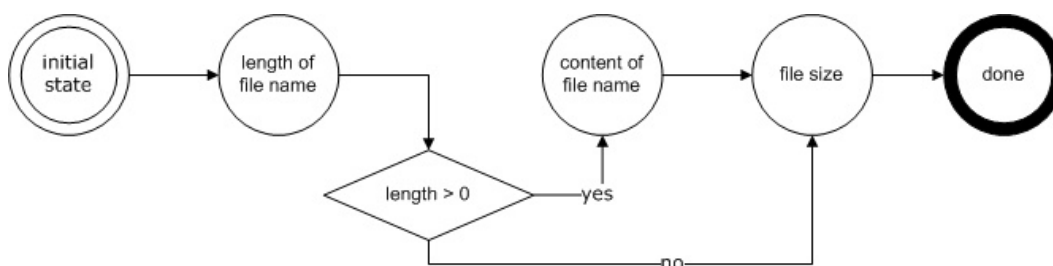 initial
state
length of
file name
content of
file name
file size
done
length > 0
yes
no